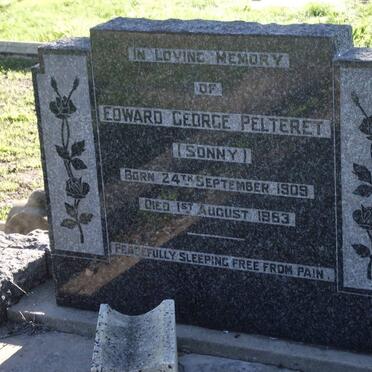 IN LOVING MEMORY
OF
EDWARD GEORGE PELTERET
(SONNY)
BORN 24TH SEPTEMBER 1909
DIED 1ST AUGUST 1963
PEACEFULLY SLEEPING FREE FROM PAIN.